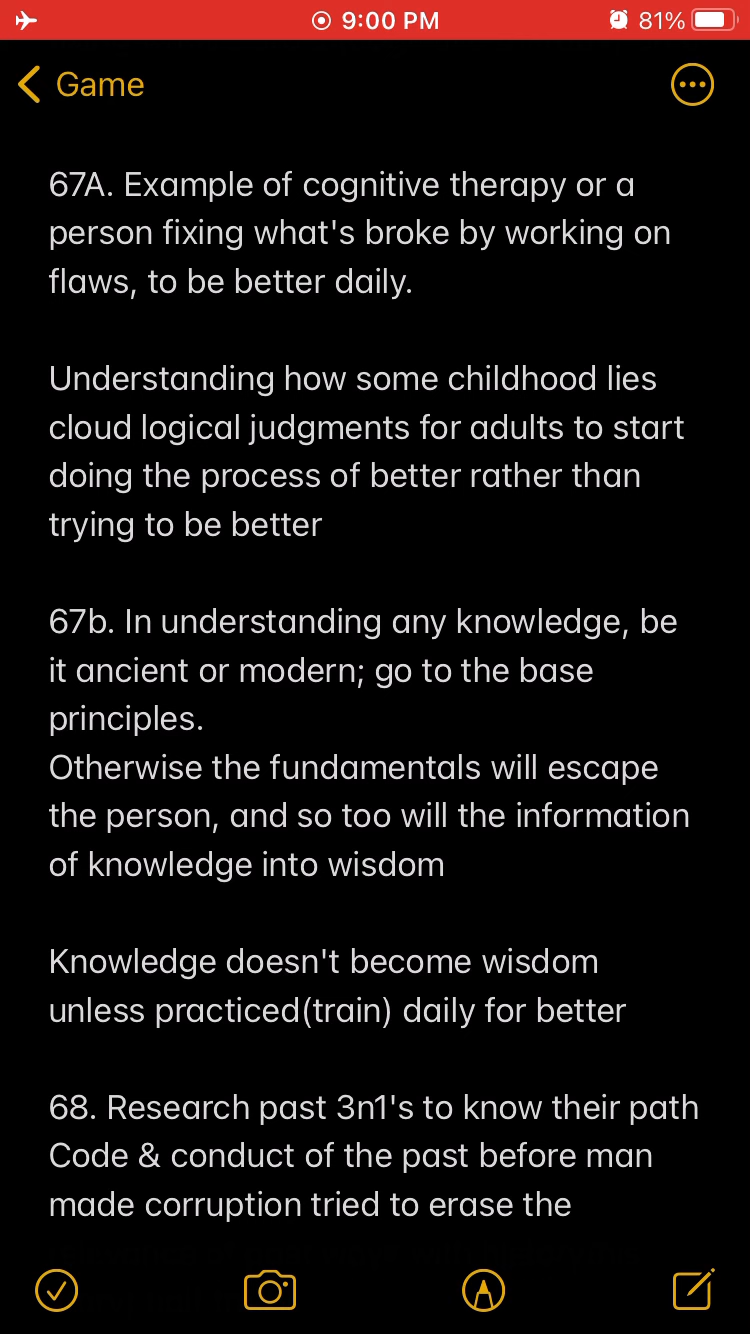 9:00 PM
81%
Game
67A. Example of cognitive therapy or a
person fixing what's broke by working on
flaws, to be better daily.
Understanding how some childhood lies
cloud logical judgments for adults to start
doing the process of better rather than
trying to be better
67b. In understanding any knowledge, be
it ancient or modern; go to the base
principles.
Otherwise the fundamentals will escape
the person, and so too will the information
of knowledge into wisdom
Knowledge doesn't become wisdom
unless practiced(train) daily for better
68. Research past 3n1's to know their path
Code & conduct of the past before man
made corruption tried to erase the